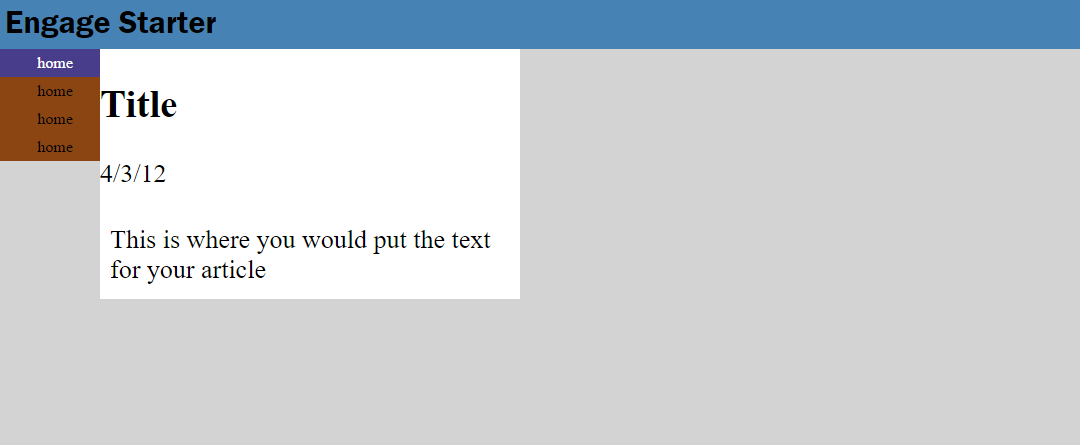 Engage Starter
home
home
home
home
Title
4/3/12
This is where you would put the text
for your article